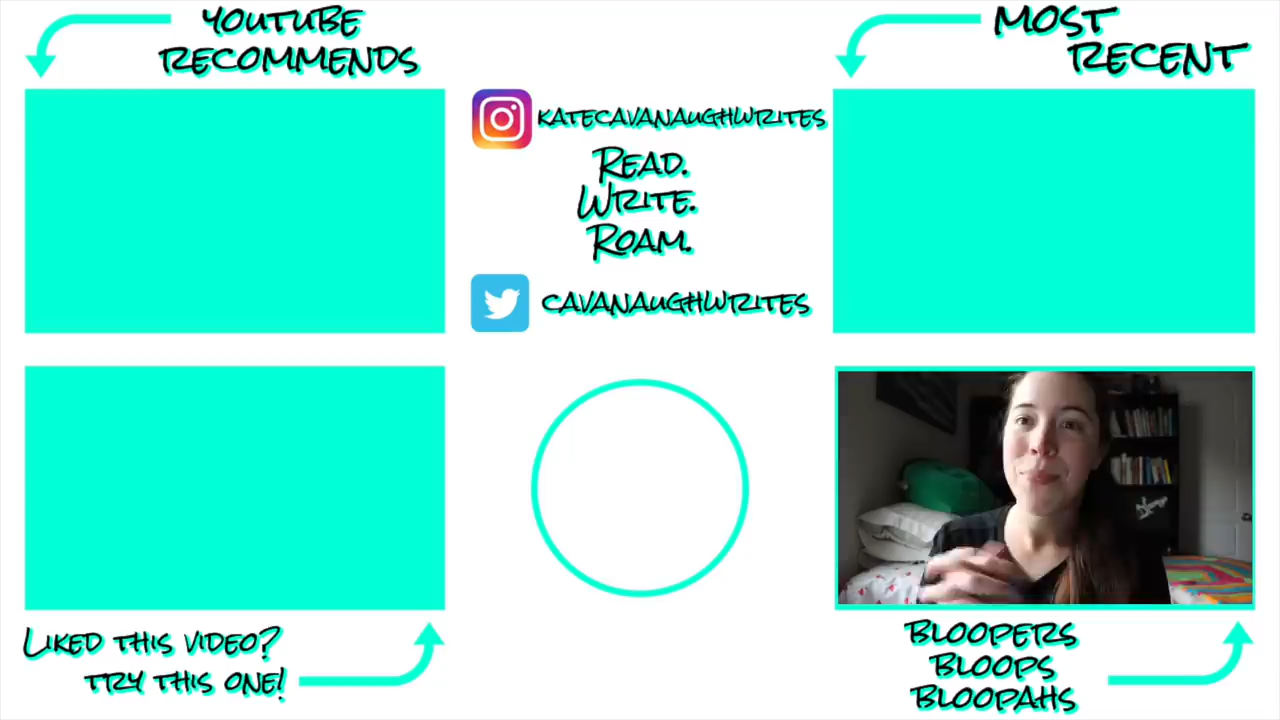 YOUTUBE
RECOMMENDS
MOST
RECENT
KATECAVANAUGHWRITES
READ.
WRITE.
ROAM.
CAVANAUGHWRITES
LIKED THIS VIDEO?
TRY THIS ONE!
BLOOPERS
BLOOPS
BLOOPAHS